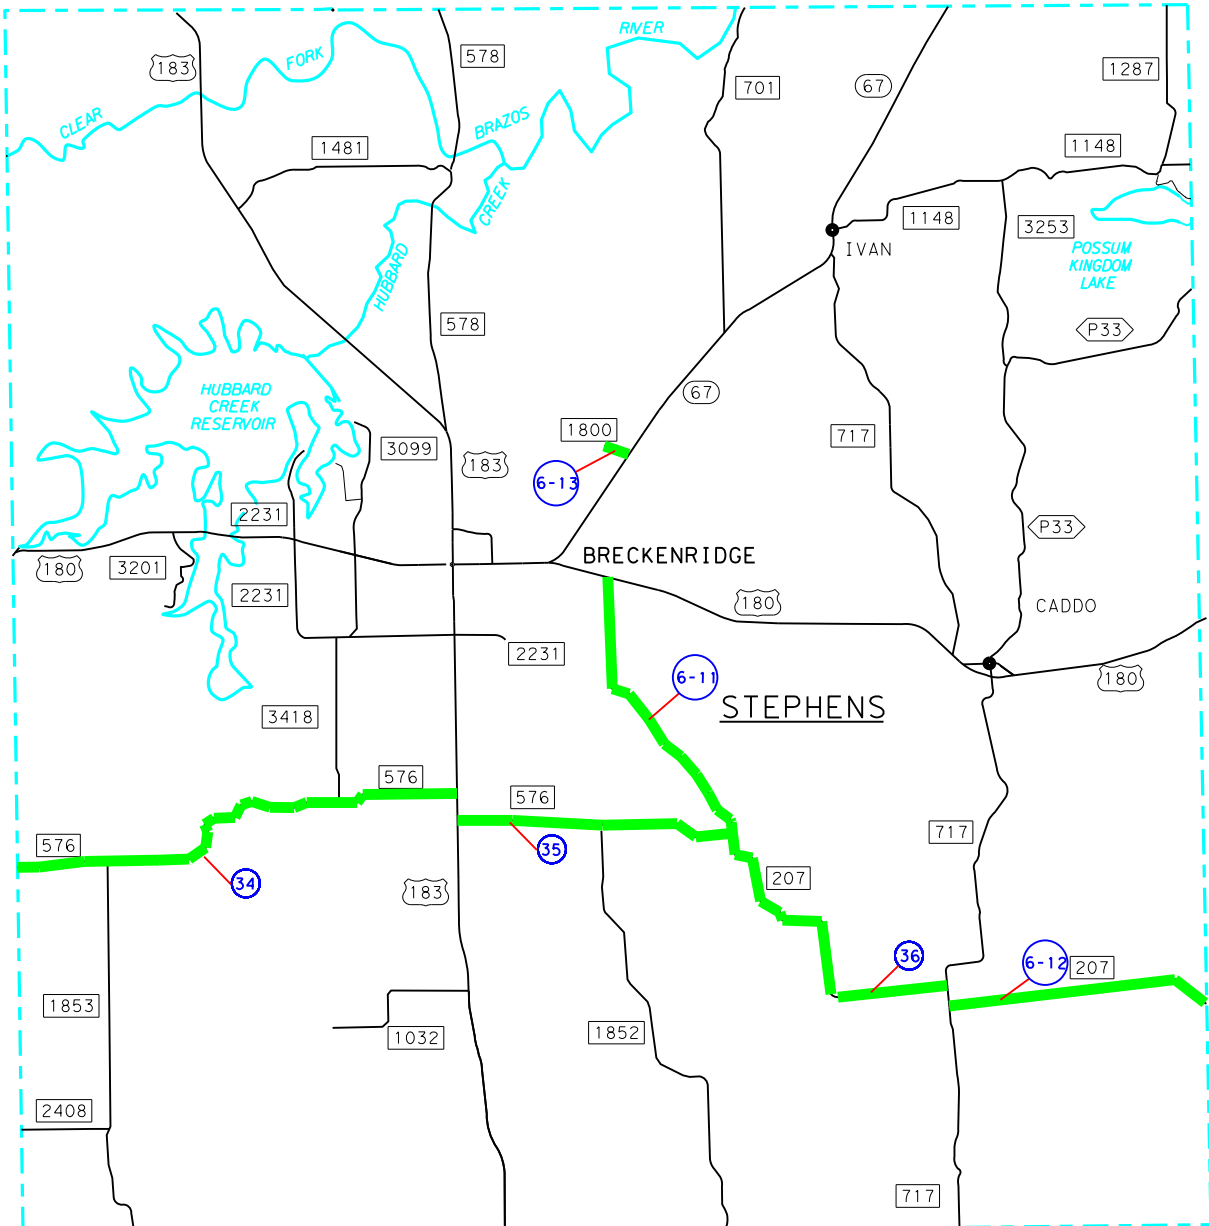 RIVER
578
FORK
183
701
67
1287
CLEAR
BRAZOS
1481
1148
CREEK
1148
3253
IVAN
POSSUM
KINGDOM
LAKE
HUBBARD
578
P33
HUBBARD
CREEK
RESERVOIR
67
1800
717
3099
183
6-13
2231
P33
BRECKENRIDGE
180
3201
2231
180
CADDO
2231
6-11
180
3418
STEPHENS
576
576
717
576
35
34
207
183
36
6-12
207
1853
1032
1852
2408
717